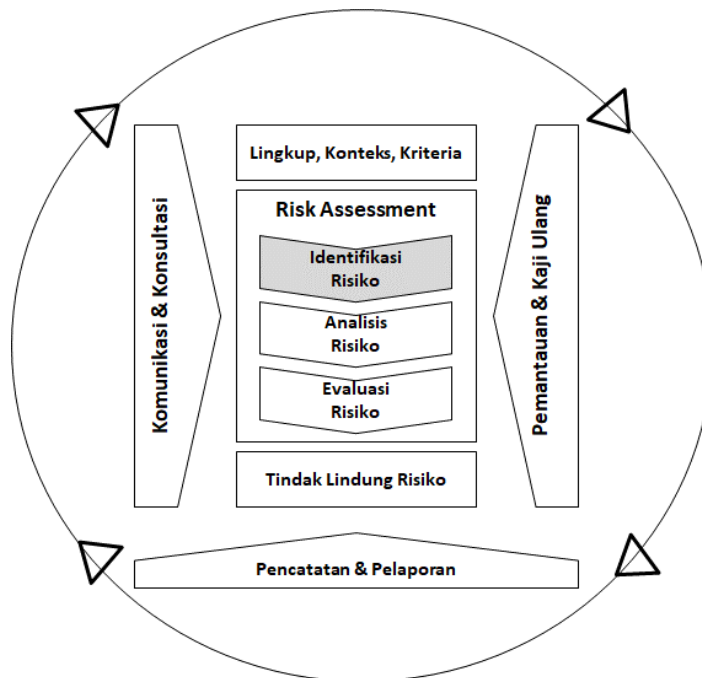 Lingkup, Konteks, Kriteria
Risk Assessment
Identifikasi
Risiko
Analisis
Risiko
Evaluasi
Risiko
Tindak Lindung Risiko
Komunikasi & Konsultasi
Pemantauan & Kaji Ulang
Pencatatan & Pelaporan